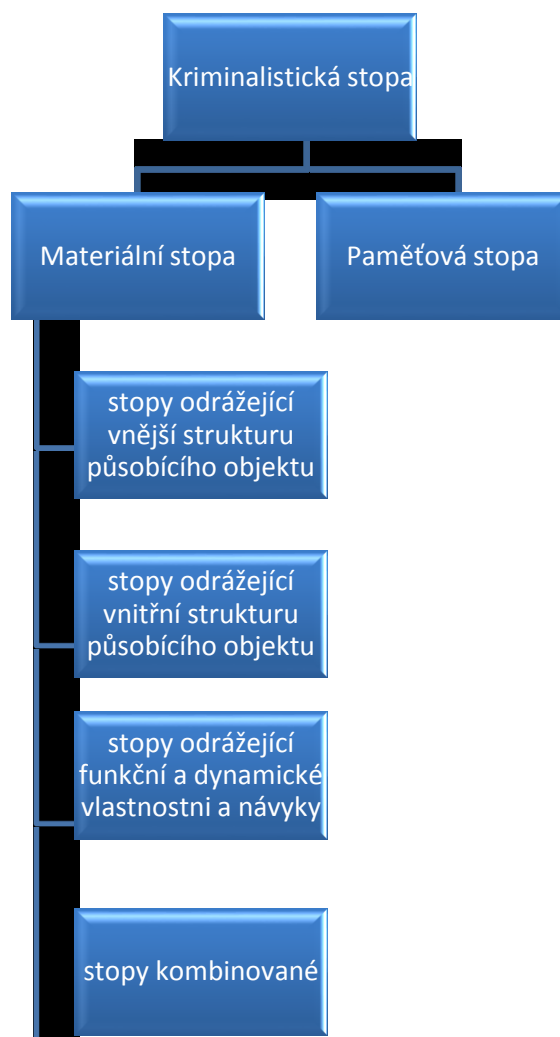 Kriminalistická stopa
Materiální stopa
Paměťová stopa
stopy odrážející
vnější strukturu
působícího objektu
stopy odrážející
vnitřní strukturu
působícího objektu
stopy odrážející
funkční a dynamické
vlastnostni a návyky
stopy kombinované